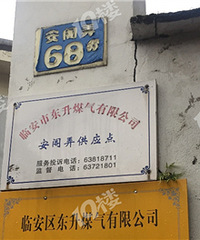 安阁弄
68号
临安市东升煤气有限公司
安阁弄供应点
服务投诉电话：63818711
监督电话：63721801
临安区东升煤气有限公司